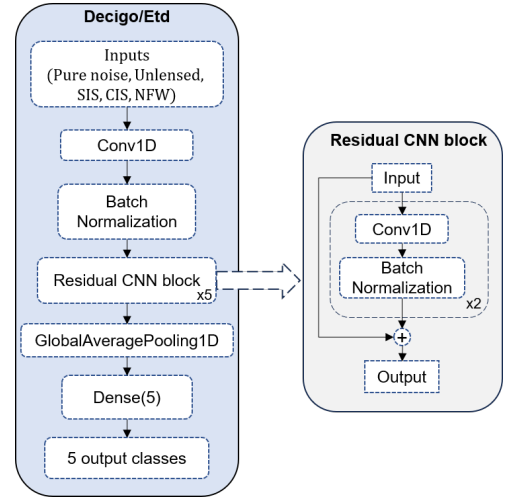 Decigo/Etd
Inputs
(Pure noise, Unlensed,
SIS, CIS, NFW)
Conv1D
Batch
Normalization
Residual CNN block
x5
GlobalAveragePooling1D
Dense(5)
5 output classes
Residual CNN block
Input
Conv1D
Batch
Normalization
x2
+
Output